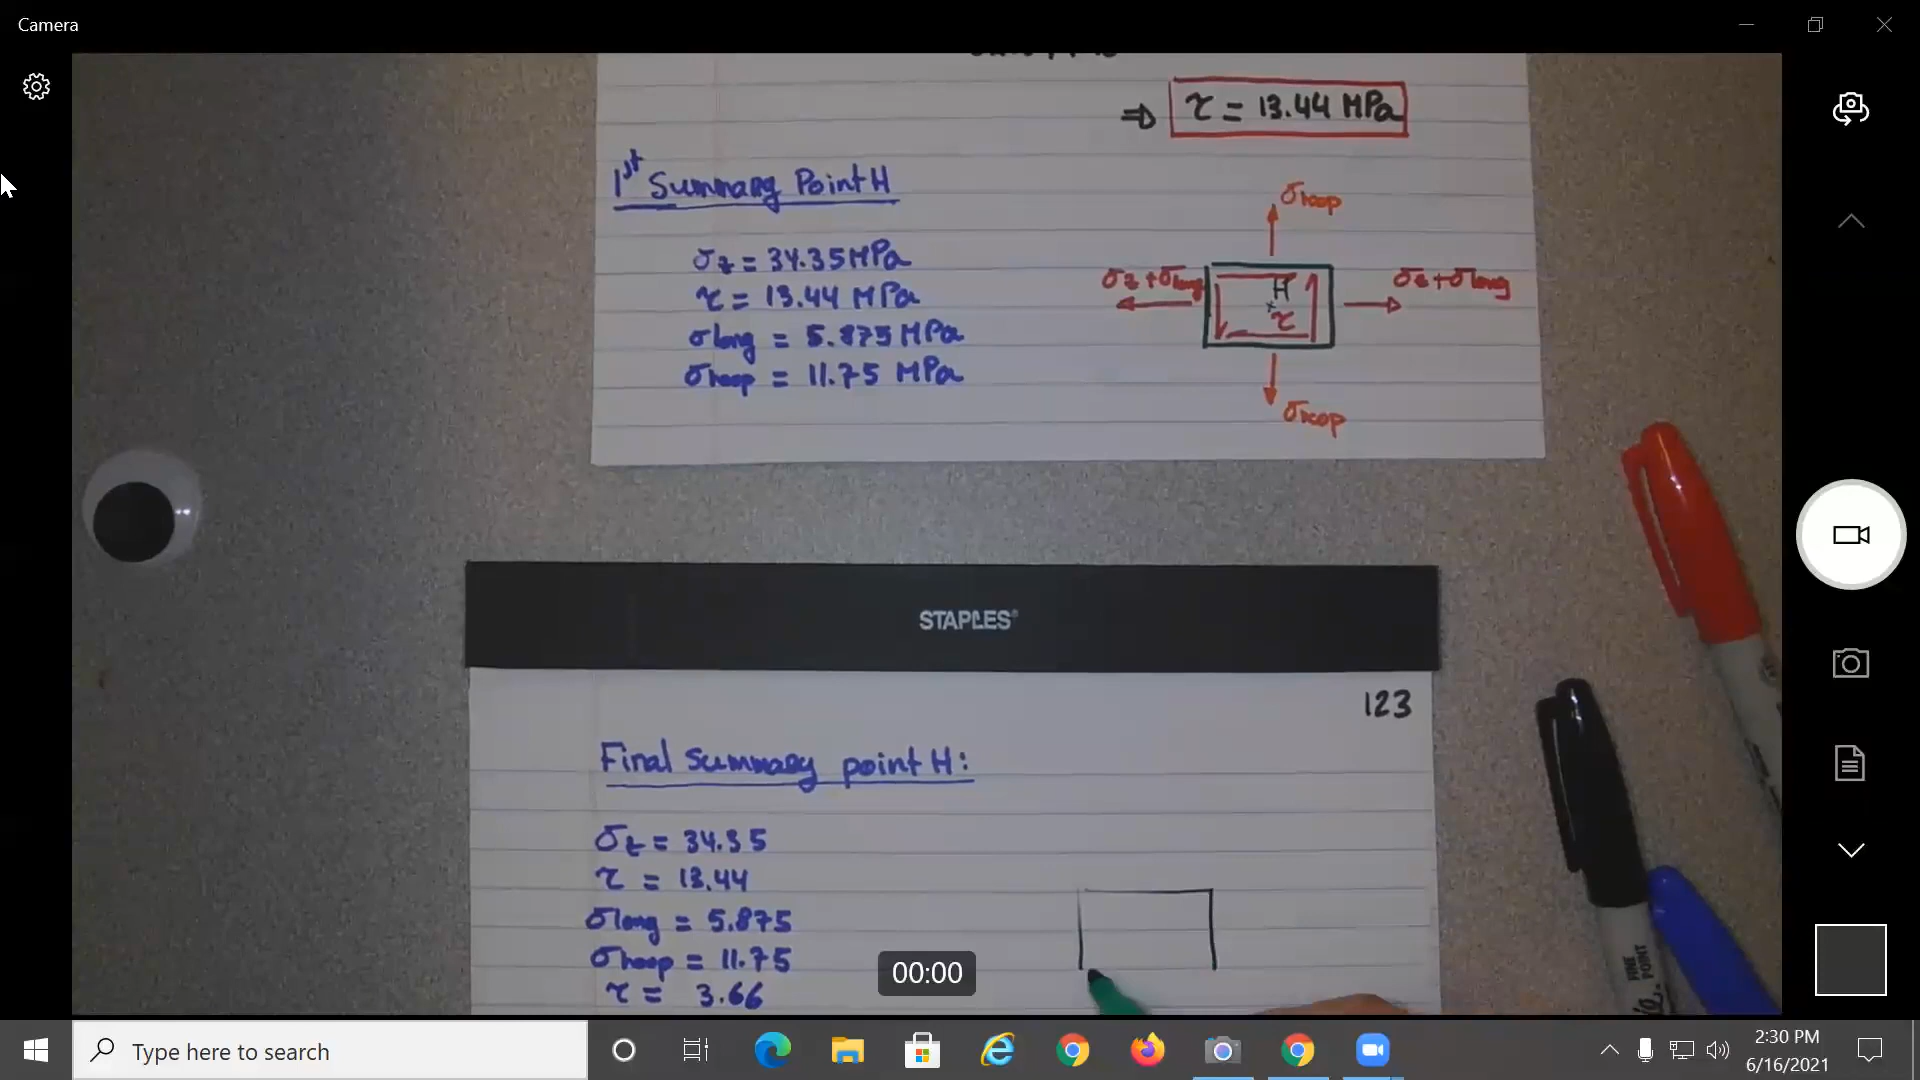 Camera
⇒ τ = 13.44 MPa
1st Summary Point H
σz = 34.35 MPa
τ = 13.44 MPa
σlong = 5.875 MPa
σhoop = 11.75 MPa
σhoop
σz + σlong
H
τ
σz + σlong
σhoop
STAPLES
123
Final Summary point H:
σz = 34.35
τ = 13.44
σlong = 5.875
σhoop = 11.75
τ = 3.66
FINE POINT
00:00
Type here to search
2:30 PM
6/16/2021